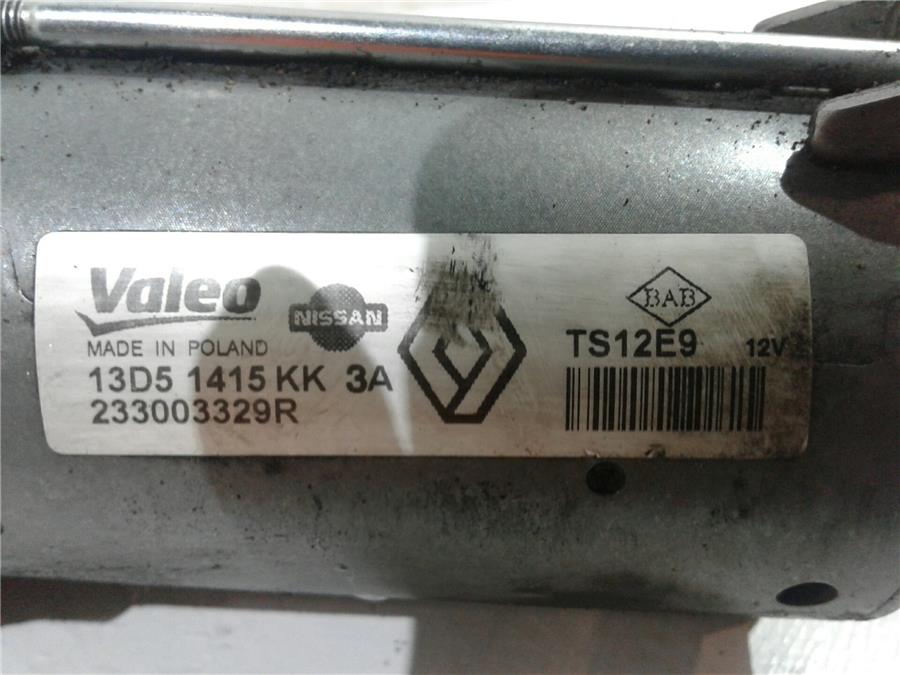 Valeo
NISSAN
MADE IN POLAND
13D5 1415 KK 3A
233003329R
BAB
TS12E9 12V